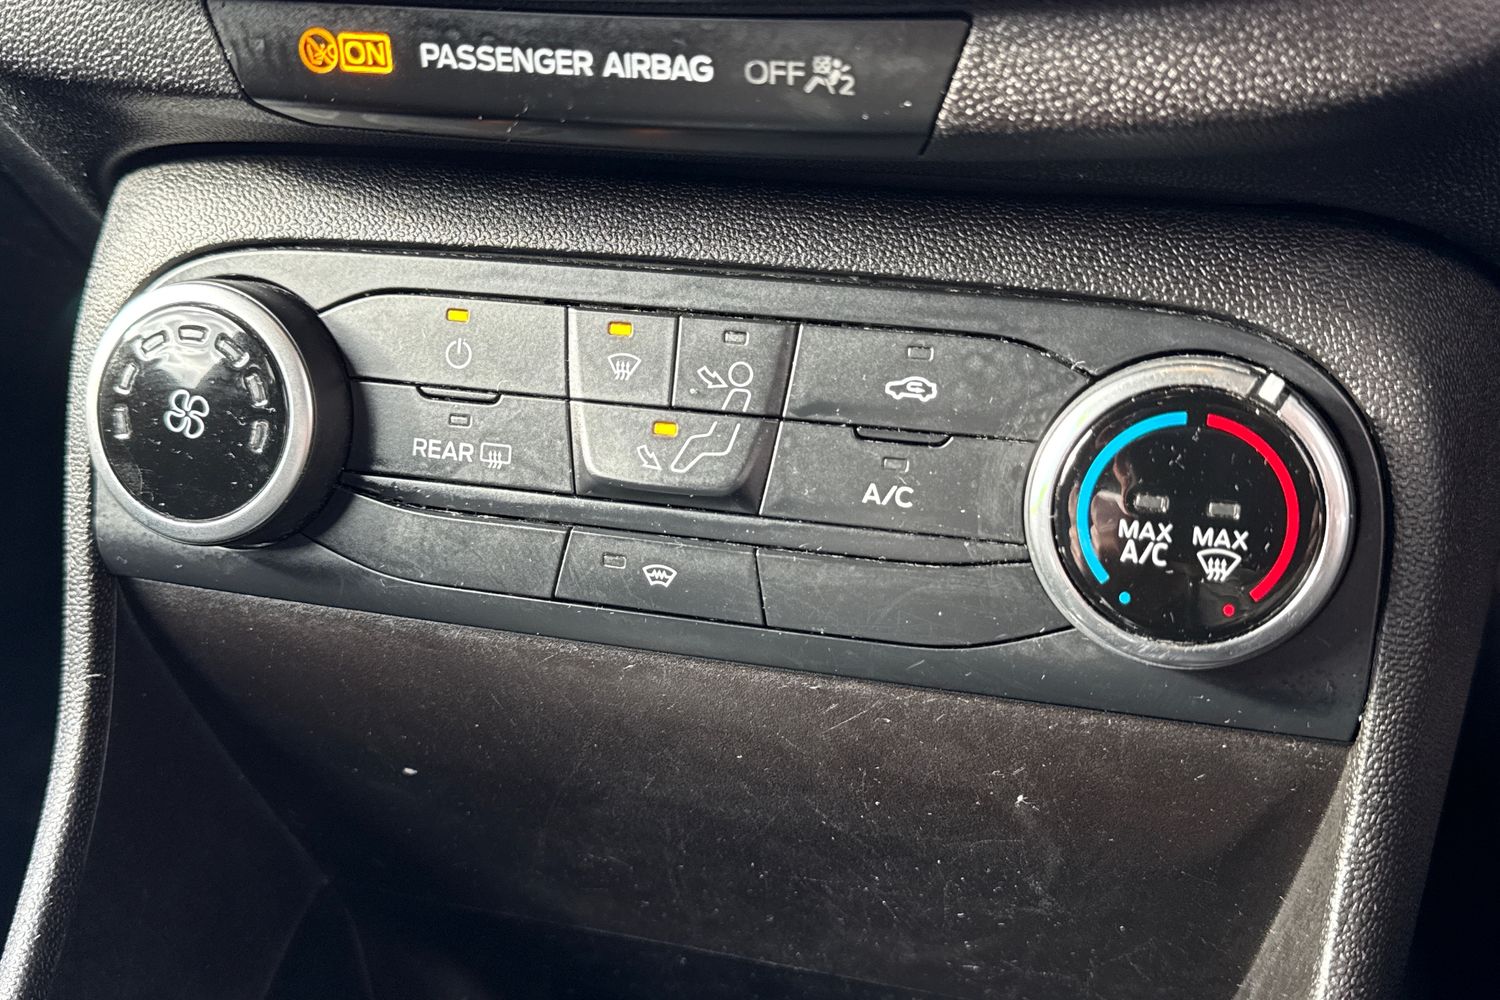 ON PASSENGER AIRBAG OFF 2
REAR
A/C
MAX
A/C
MAX